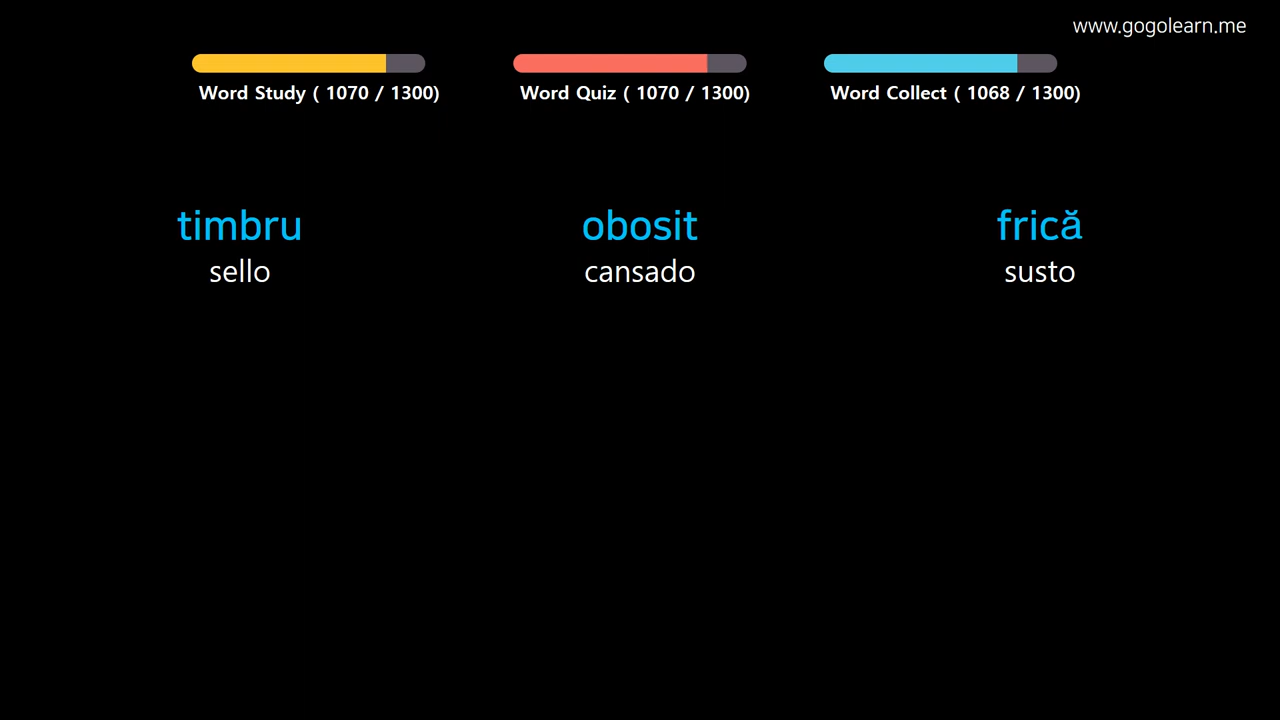 www.gogolearn.me
Word Study ( 1070 / 1300)
Word Quiz ( 1070 / 1300)
Word Collect ( 1068 / 1300)
timbru
sello
obosit
cansado
frică
susto